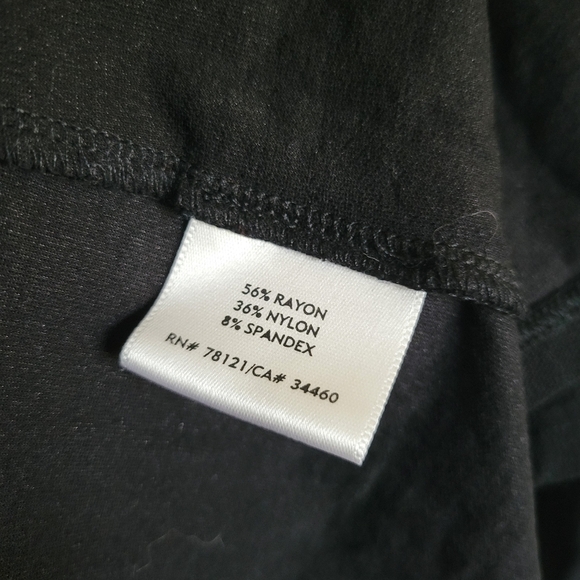 56% RAYON
36% NYLON
8% SPANDEX
RN# 78121/CA# 34460